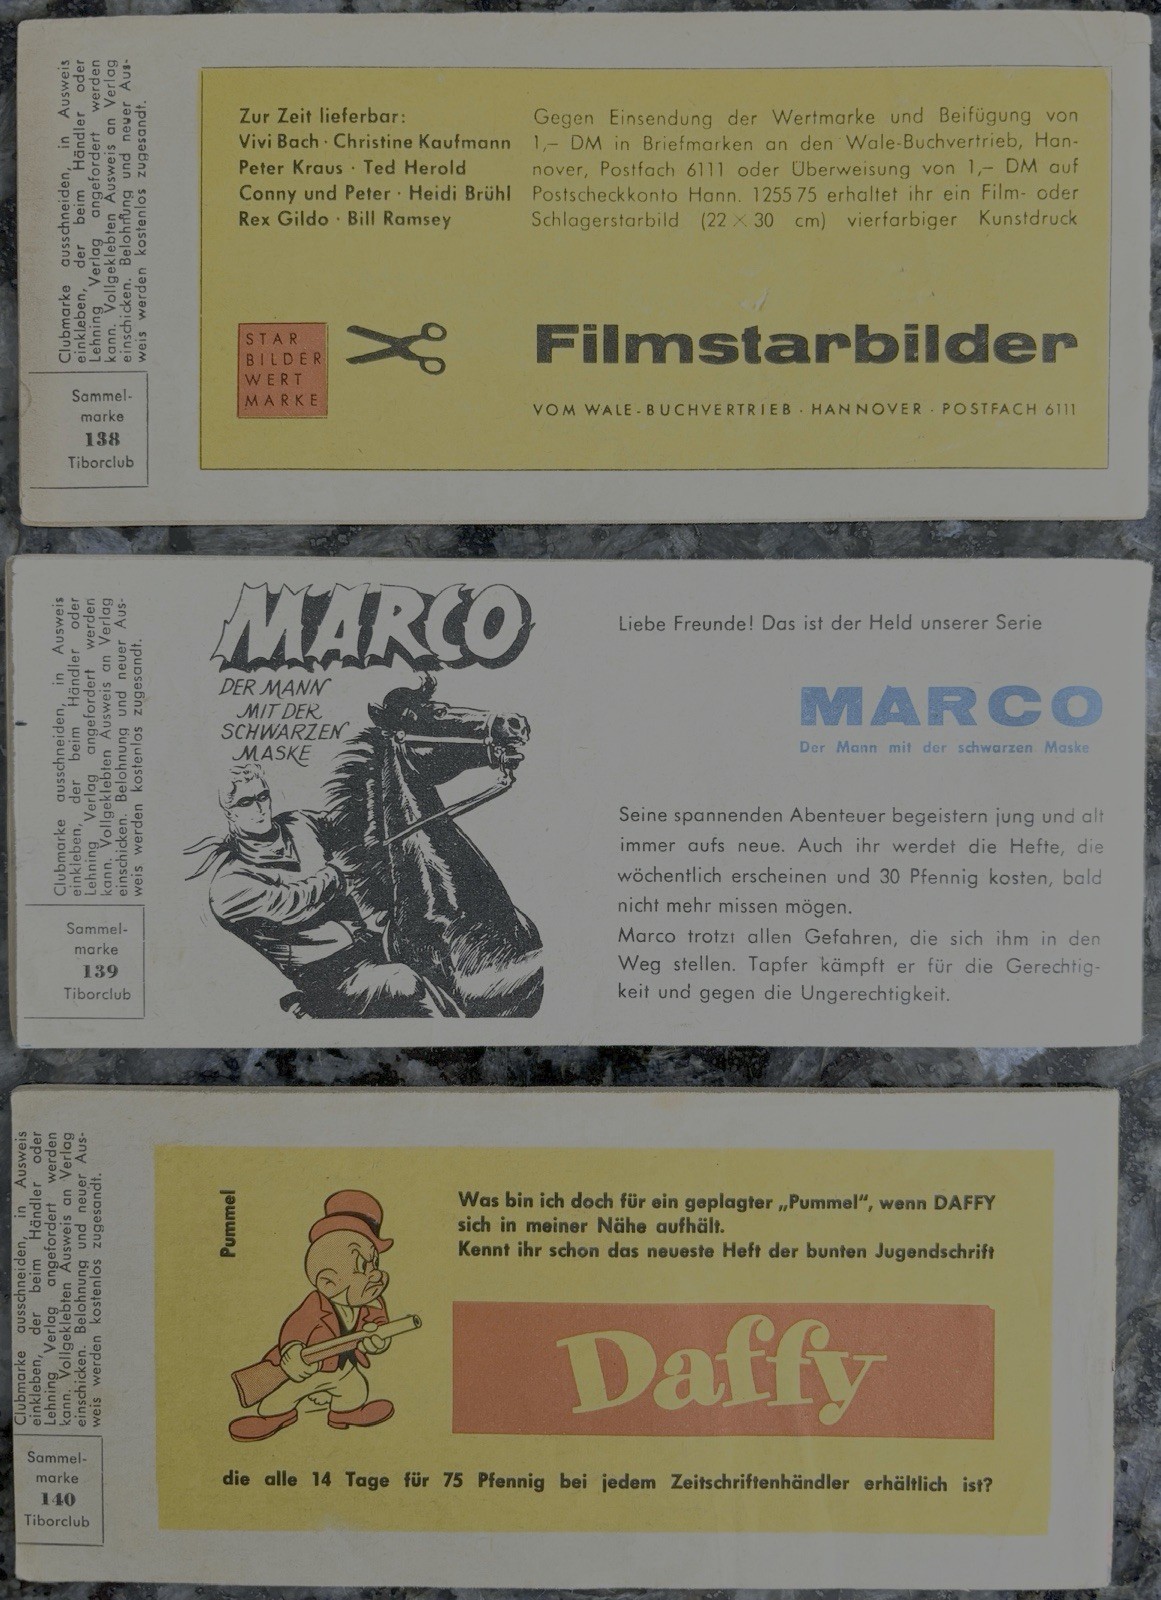 Clubmarke ausschneiden, in Ausweis
einkleben, der beim Händler oder
Lehning Verlag angefordert werden
kann. Vollgeklebten Ausweis an Verlag
einschicken. Belohnung und neuer Aus-
weis werden kostenlos zugesandt.
Sammel-
marke
138
Tiborclub
Zur Zeit lieferbar:
Vivi Bach · Christine Kaufmann
Peter Kraus · Ted Herold
Conny und Peter · Heidi Brühl
Rex Gildo · Bill Ramsey
Gegen Einsendung der Wertmarke und Beifügung von
1,– DM in Briefmarken an den Wale-Buchvertrieb, Han-
nover, Postfach 6111 oder Überweisung von 1,– DM auf
Postscheckkonto Hann. 1255 75 erhaltet ihr ein Film- oder
Schlagerstarbild (22 × 30 cm) vierfarbiger Kunstdruck
STAR
BILDER
WERT
MARKE
Filmstarbilder
VOM WALE-BUCHVERTRIEB · HANNOVER · POSTFACH 6111
Clubmarke ausschneiden, in Ausweis
einkleben, der beim Händler oder
Lehning Verlag angefordert werden
kann. Vollgeklebten Ausweis an Verlag
einschicken. Belohnung und neuer Aus-
weis werden kostenlos zugesandt.
Sammel-
marke
139
Tiborclub
MARCO
DER MANN
MIT DER
SCHWARZEN
MASKE
Liebe Freunde! Das ist der Held unserer Serie
MARCO
Der Mann mit der schwarzen Maske
Seine spannenden Abenteuer begeistern jung und alt
immer aufs neue. Auch ihr werdet die Hefte, die
wöchentlich erscheinen und 30 Pfennig kosten, bald
nicht mehr missen mögen.
Marco trotzt allen Gefahren, die sich ihm in den
Weg stellen. Tapfer kämpft er für die Gerechtig-
keit und gegen die Ungerechtigkeit.
Clubmarke ausschneiden, in Ausweis
einkleben, der beim Händler oder
Lehning Verlag angefordert werden
kann. Vollgeklebten Ausweis an Verlag
einschicken. Belohnung und neuer Aus-
weis werden kostenlos zugesandt.
Sammel-
marke
140
Tiborclub
Pummel
Was bin ich doch für ein geplagter „Pummel“, wenn DAFFY
sich in meiner Nähe aufhält.
Kennt ihr schon das neueste Heft der bunten Jugendschrift
Daffy
die alle 14 Tage für 75 Pfennig bei jedem Zeitschriftenhändler erhältlich ist?